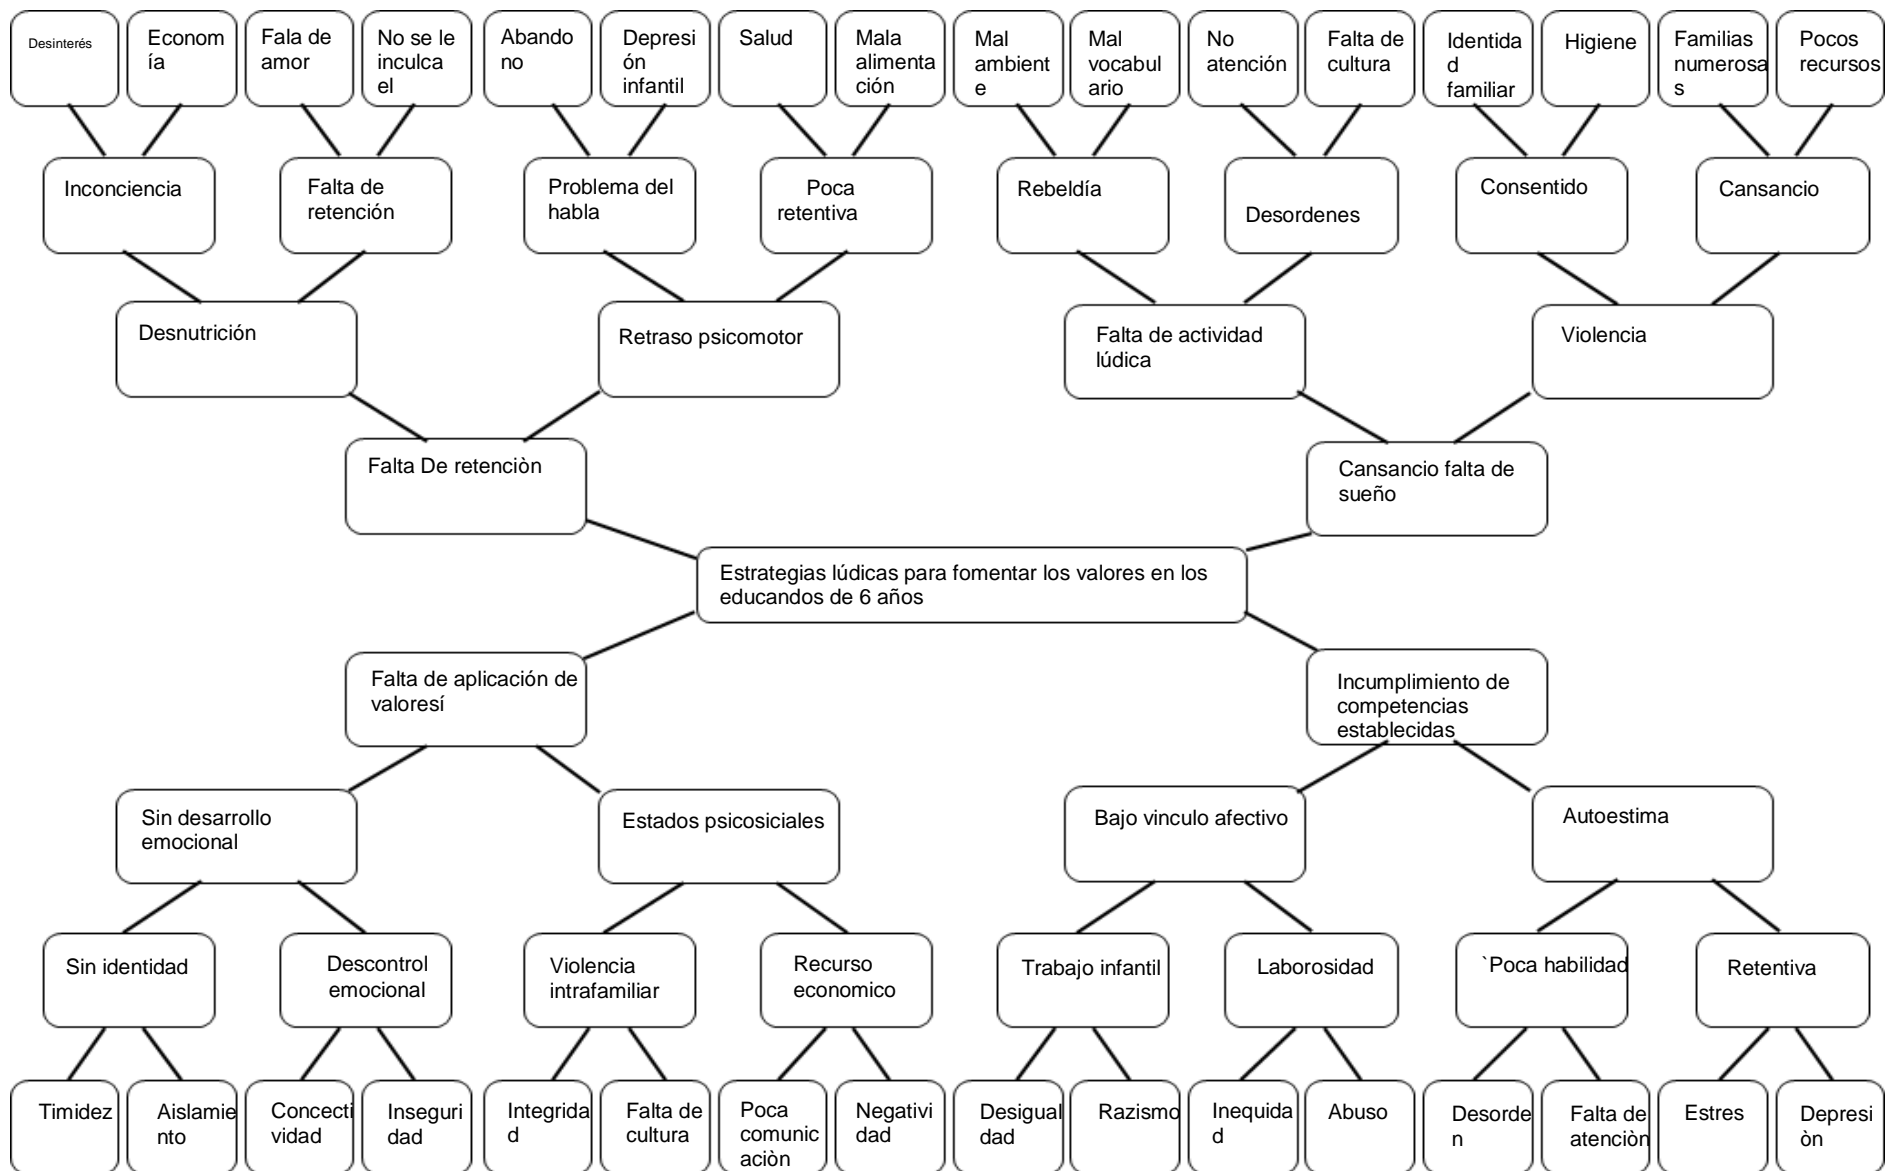 Desinterés
Econom
ía
Fala de
amor
No se le
inculca
el
Abando
no
Depresi
ón
infantil
Salud
Mala
alimenta
ción
Mal
ambient
e
Mal
vocabul
ario
No
atención
Falta de
cultura
Identida
d
familiar
Higiene
Familias
numerosa
s
Pocos
recursos
Inconciencia
Falta de
retención
Problema del
habla
Poca
retentiva
Rebeldía
Desordenes
Consentido
Cansancio
Desnutrición
Retraso psicomotor
Falta de actividad
lúdica
Violencia
Falta De retenciòn
Cansancio falta de
sueño
Estrategias lúdicas para fomentar los valores en los
educandos de 6 años
Falta de aplicación de
valoresí
Incumplimiento de
competencias
establecidas
Sin desarrollo
emocional
Estados psicosiciales
Bajo vinculo afectivo
Autoestima
Sin identidad
Descontrol
emocional
Violencia
intrafamiliar
Recurso
economico
Trabajo infantil
Laborosidad
`Poca habilidad
Retentiva
Timidez
Aislamie
nto
Concecti
vidad
Inseguri
dad
Integrida
d
Falta de
cultura
Poca
comunic
aciòn
Negativi
dad
Desigual
dad
Razismo
Inequida
d
Abuso
Desorde
n
Falta de
atenciòn
Estres
Depresi
òn